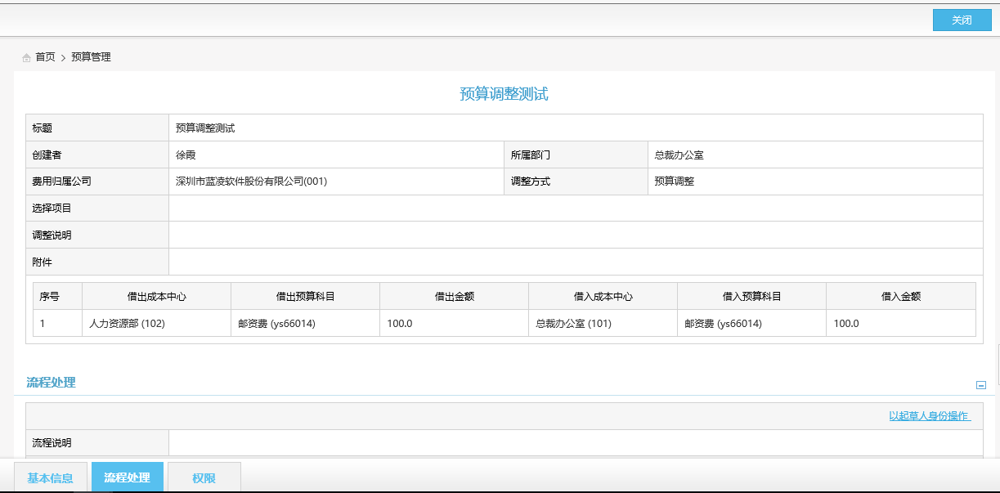 关闭
首页 > 预算管理
预算调整测试
标题 预算调整测试
创建者 徐霞 所属部门 总裁办公室
费用归属公司 深圳市蓝凌软件股份有限公司(001) 调整方式 预算调整
选择项目
调整说明
附件
序号 借出成本中心 借出预算科目 借出金额 借入成本中心 借入预算科目 借入金额
1 人力资源部 (102) 邮资费 (ys66014) 100.0 总裁办公室 (101) 邮资费 (ys66014) 100.0
流程处理
以起草人身份操作
流程说明
基本信息 流程处理 权限